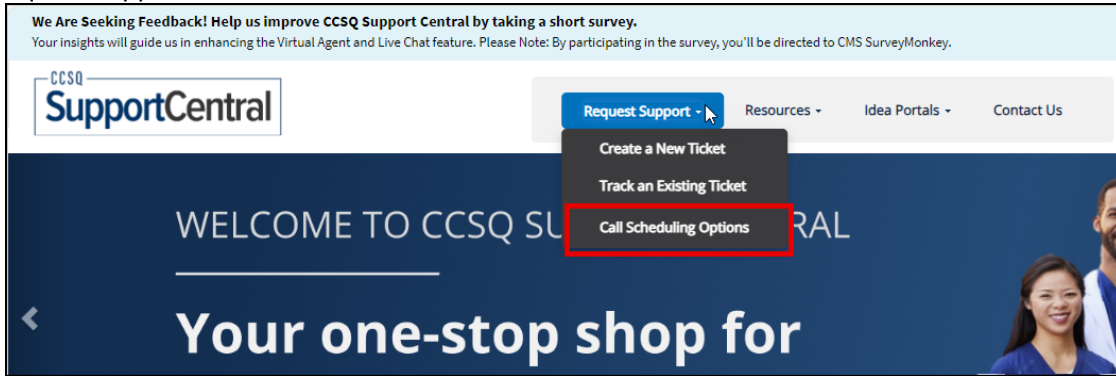 We Are Seeking Feedback! Help us improve CCSQ Support Central by taking a short survey.
Your insights will guide us in enhancing the Virtual Agent and Live Chat feature. Please Note: By participating in the survey, you'll be directed to CMS SurveyMonkey.
CCSQ
SupportCentral
Request Support
Resources
Idea Portals
Contact Us
Create a New Ticket
Track an Existing Ticket
Call Scheduling Options
WELCOME TO CCSQ SU RAL
Your one-stop shop for